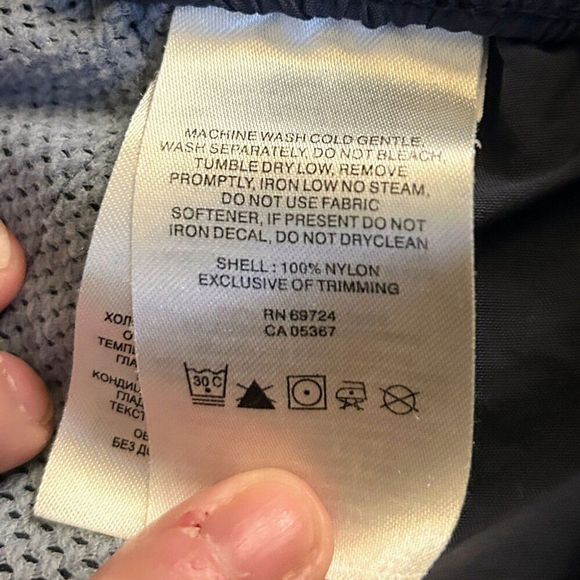 MACHINE WASH COLD GENTLE,
WASH SEPARATELY, DO NOT BLEACH,
TUMBLE DRY LOW, REMOVE
PROMPTLY, IRON LOW NO STEAM,
DO NOT USE FABRIC
SOFTENER, IF PRESENT DO NOT
IRON DECAL, DO NOT DRYCLEAN
SHELL : 100% NYLON
EXCLUSIVE OF TRIMMING
RN 69724
CA 05367
30 C
БЕЗ